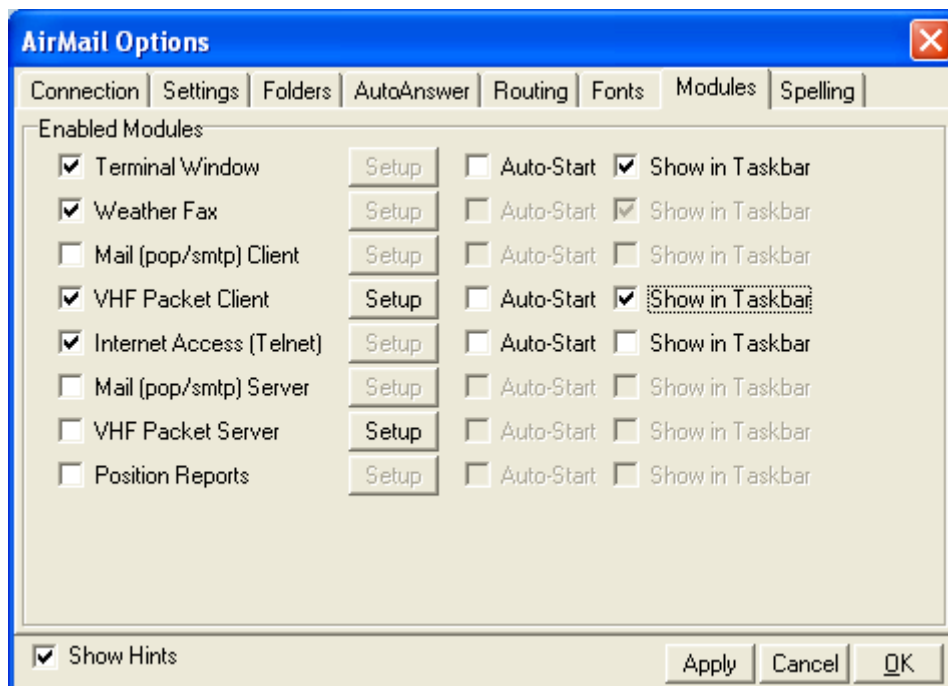 AirMail Options
Connection Settings Folders AutoAnswer Routing Fonts Modules Spelling
Enabled Modules
Terminal Window Setup Auto-Start Show in Taskbar
Weather Fax Setup Auto-Start Show in Taskbar
Mail (pop/smtp) Client Setup Auto-Start Show in Taskbar
VHF Packet Client Setup Auto-Start Show in Taskbar
Internet Access (Telnet) Setup Auto-Start Show in Taskbar
Mail (pop/smtp) Server Setup Auto-Start Show in Taskbar
VHF Packet Server Setup Auto-Start Show in Taskbar
Position Reports Setup Auto-Start Show in Taskbar
Show Hints Apply Cancel OK